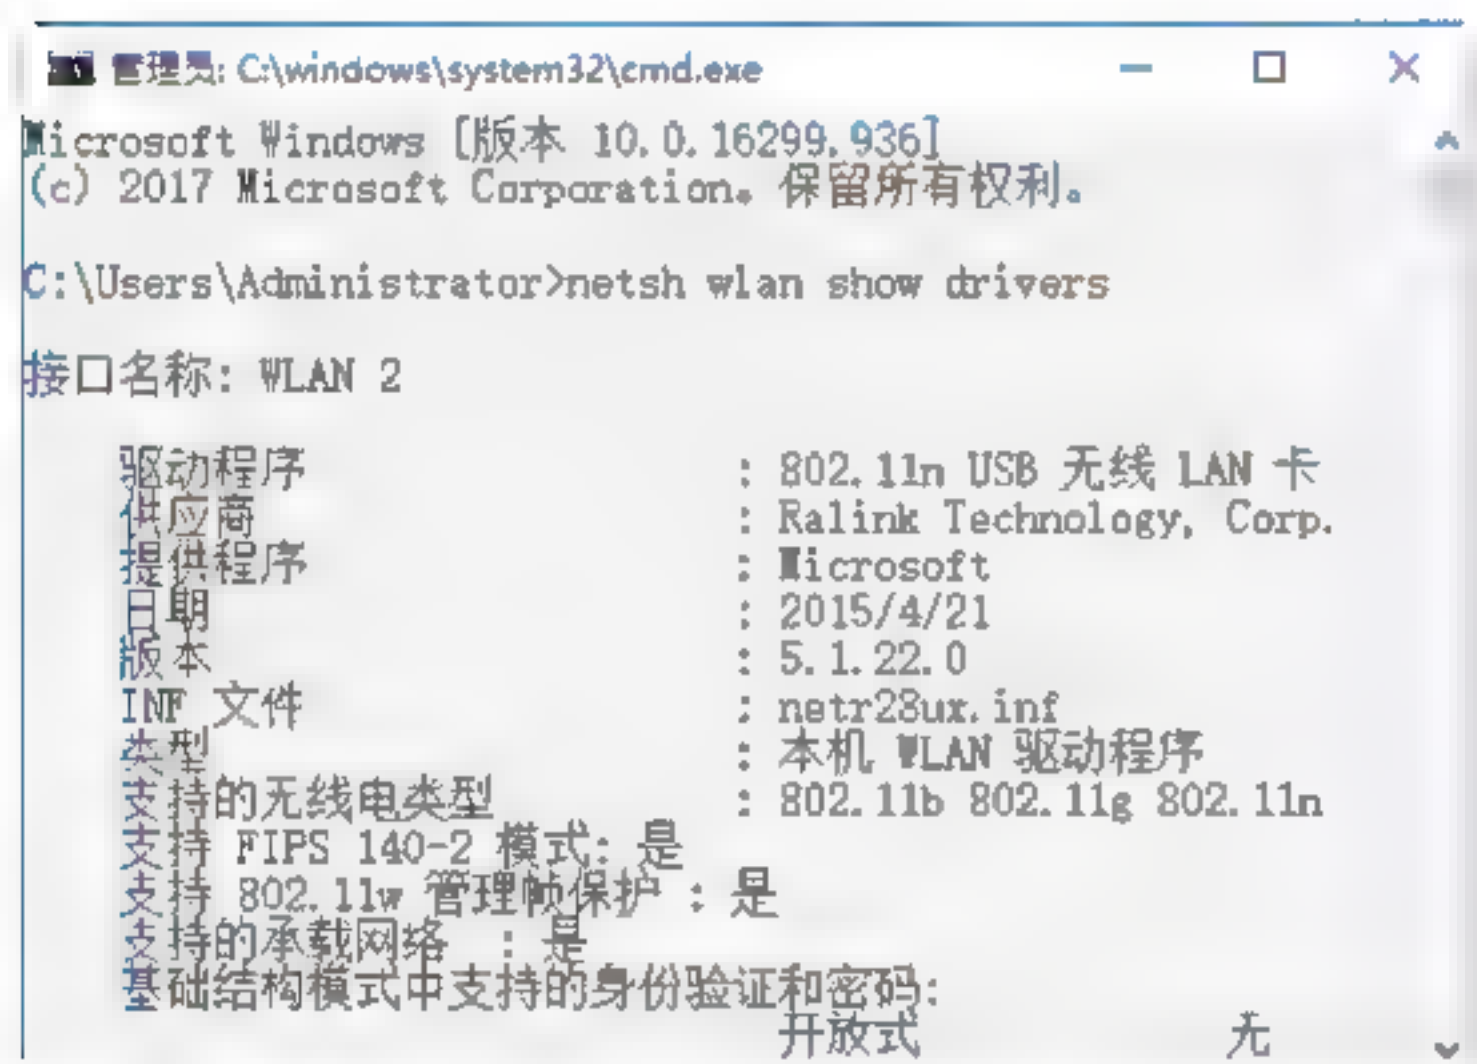 管理员: C:\windows\system32\cmd.exe
Microsoft Windows [版本 10.0.16299.936]
(c) 2017 Microsoft Corporation。保留所有权利。
C:\Users\Administrator>netsh wlan show drivers
接口名称: WLAN 2
驱动程序 : 802.11n USB 无线 LAN 卡
供应商 : Ralink Technology, Corp.
提供程序 : Microsoft
日期 : 2015/4/21
版本 : 5.1.22.0
INF 文件 : netr28ux.inf
类型 : 本机 WLAN 驱动程序
支持的无线电类型 : 802.11b 802.11g 802.11n
支持 FIPS 140-2 模式: 是
支持 802.11w 管理帧保护 : 是
支持的承载网络 : 是
基础结构模式中支持的身份验证和密码:
开放式 无